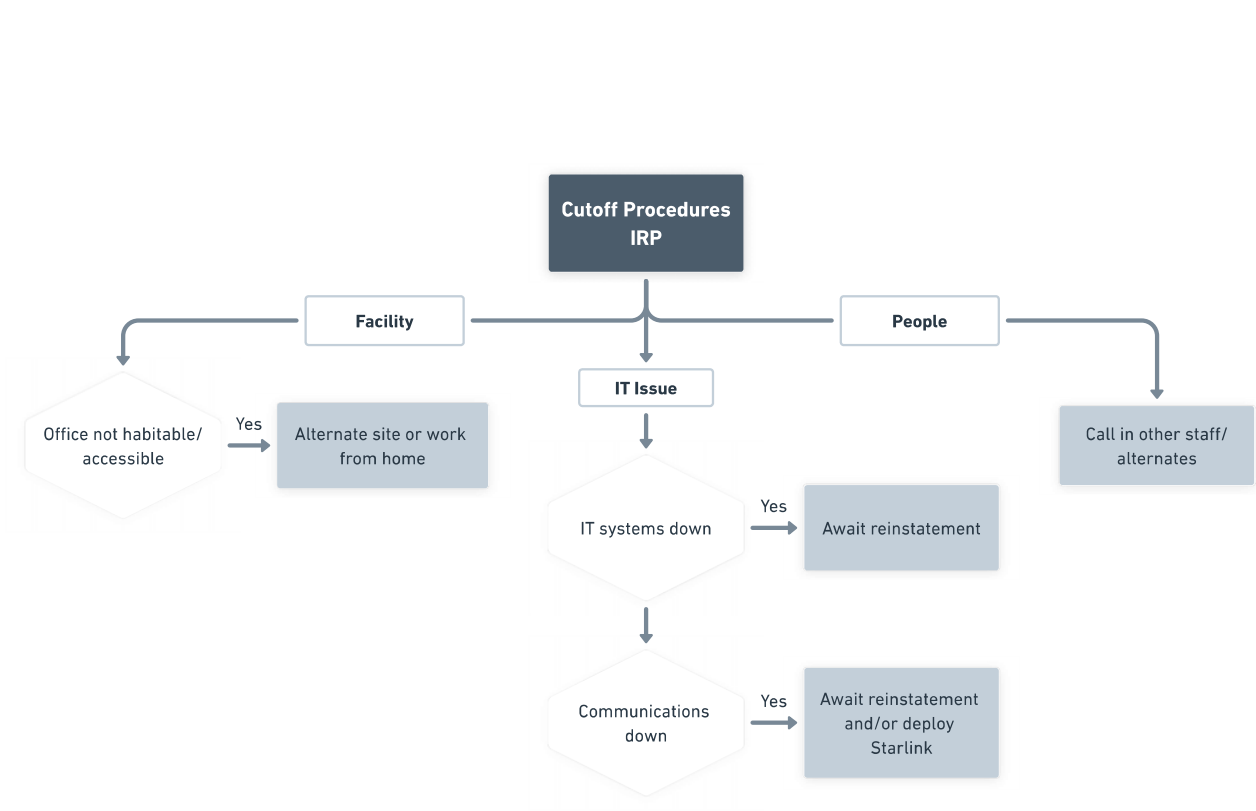 Cutoff Procedures
IRP
Facility
People
IT Issue
Office not habitable/
accessible
Yes
Alternate site or work
from home
Call in other staff/
alternates
IT systems down
Yes
Await reinstatement
Communications
down
Yes
Await reinstatement
and/or deploy
Starlink